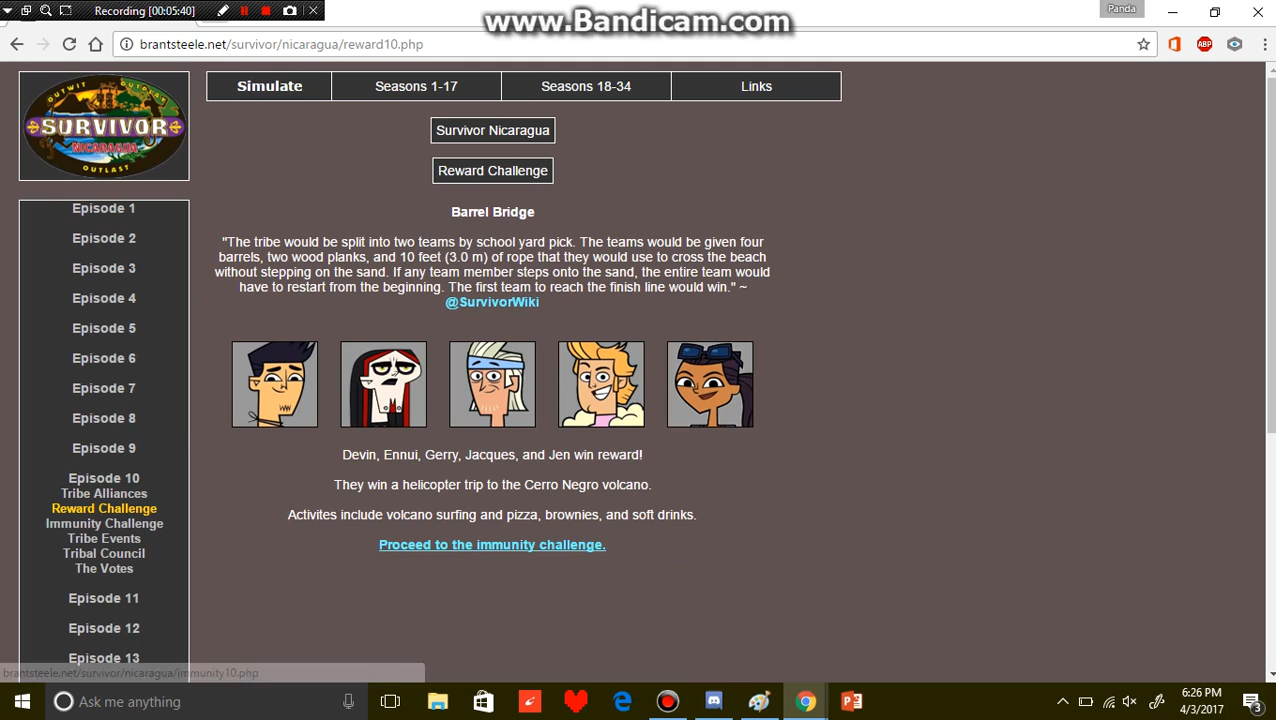 Recording [00:05:40]
www.Bandicam.com
Panda
brantsteele.net/survivor/nicaragua/reward10.php
ABP
OUTWIT OUTPLAY
SURVIVOR
NICARAGUA
OUTLAST
Simulate
Seasons 1-17
Seasons 18-34
Links
Survivor Nicaragua
Reward Challenge
Barrel Bridge
"The tribe would be split into two teams by school yard pick. The teams would be given four
barrels, two wood planks, and 10 feet (3.0 m) of rope that they would use to cross the beach
without stepping on the sand. If any team member steps onto the sand, the entire team would
have to restart from the beginning. The first team to reach the finish line would win." ~
@SurvivorWiki
Devin, Ennui, Gerry, Jacques, and Jen win reward!
They win a helicopter trip to the Cerro Negro volcano.
Activites include volcano surfing and pizza, brownies, and soft drinks.
Proceed to the immunity challenge.
Episode 1
Episode 2
Episode 3
Episode 4
Episode 5
Episode 6
Episode 7
Episode 8
Episode 9
Episode 10
Tribe Alliances
Reward Challenge
Immunity Challenge
Tribe Events
Tribal Council
The Votes
Episode 11
Episode 12
Episode 13
brantsteele.net/survivor/nicaragua/immunity10.php
Ask me anything
6:26 PM
4/3/2017
3